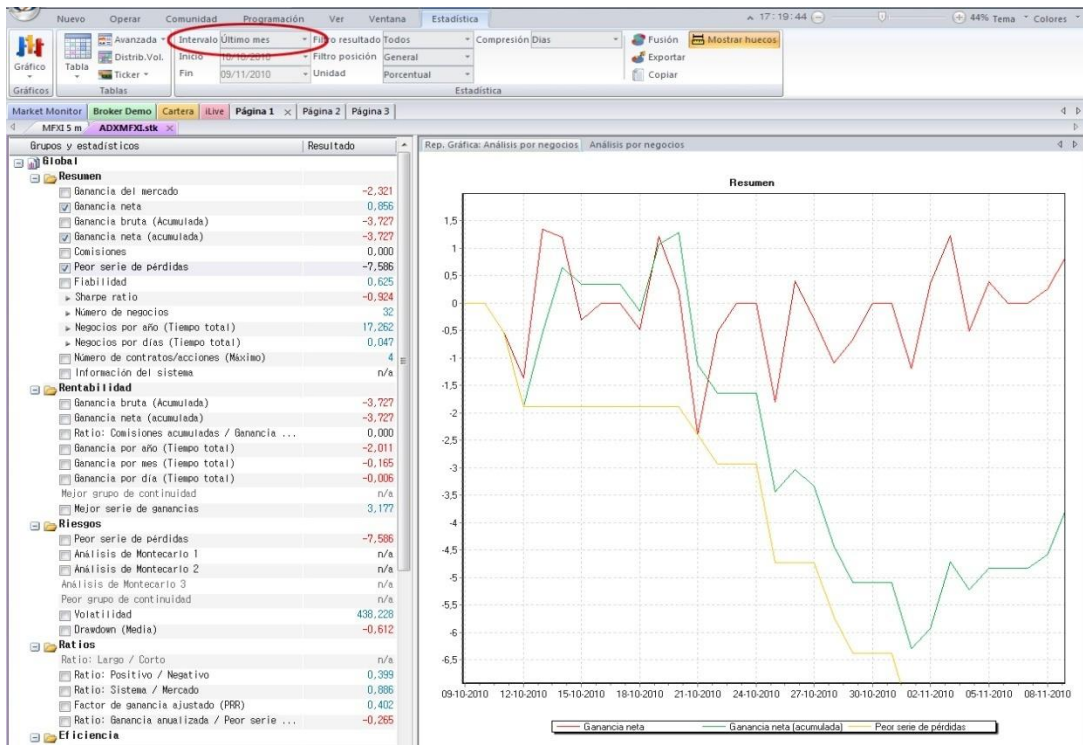 Nuevo Operar Comunidad Programación Ver Ventana Estadística 17:19:44 44% Tema Colores
Gráfico Tabla Avanzada Intervalo Último mes Filtro resultado Todos Compresión Dias Fusión Mostrar huecos
Distrib.Vol. Inicio 10/10/2010 Filtro posición General Exportar
Ticker Fin 09/11/2010 Unidad Porcentual Copiar
Gráficos Tablas Estadística
Market Monitor Broker Demo Cartera iLive Página 1 Página 2 Página 3
MFXI 5 m ADXMFXI.stk
Grupos y estadísticos Resultado
Global
Resumen
Ganancia del mercado -2,321
Ganancia neta 0,856
Ganancia bruta (Acumulada) -3,727
Ganancia neta (acumulada) -3,727
Comisiones 0,000
Peor serie de pérdidas -7,586
Fiabilidad 0,625
Sharpe ratio -0,924
Número de negocios 32
Negocios por año (Tiempo total) 17,262
Negocios por días (Tiempo total) 0,047
Número de contratos/acciones (Máximo) 4
Información del sistema n/a
Rentabilidad
Ganancia bruta (Acumulada) -3,727
Ganancia neta (acumulada) -3,727
Ratio: Comisiones acumuladas / Ganancia ... 0,000
Ganancia por año (Tiempo total) -2,011
Ganancia por mes (Tiempo total) -0,165
Ganancia por día (Tiempo total) -0,006
Mejor grupo de continuidad n/a
Mejor serie de ganancias 3,177
Riesgos
Peor serie de pérdidas -7,586
Análisis de Montecarlo 1 n/a
Análisis de Montecarlo 2 n/a
Análisis de Montecarlo 3 n/a
Peor grupo de continuidad n/a
Volatilidad 438,228
Drawdown (Media) -0,612
Ratios
Ratio: Largo / Corto n/a
Ratio: Positivo / Negativo 0,399
Ratio: Sistema / Mercado 0,886
Factor de ganancia ajustado (PRR) 0,402
Ratio: Ganancia anualizada / Peor serie ... -0,265
Eficiencia
Rep. Gráfica: Análisis por negocios Análisis por negocios
Resumen
1,5
1
0,5
0
-0,5
-1
-1,5
-2
-2,5
-3
-3,5
-4
-4,5
-5
-5,5
-6
-6,5
09-10-2010 12-10-2010 15-10-2010 18-10-2010 21-10-2010 24-10-2010 27-10-2010 30-10-2010 02-11-2010 05-11-2010 08-11-2010
Ganancia neta Ganancia neta (acumulada) Peor serie de pérdidas